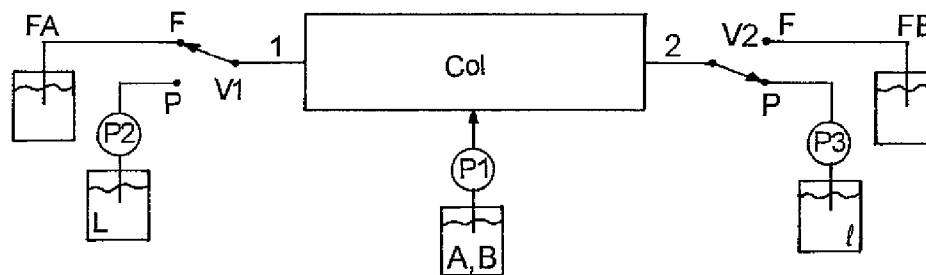 FA F 1 Col 2 V2 F FB
V1
P P
P2 P1 P3
L A, B ℓ